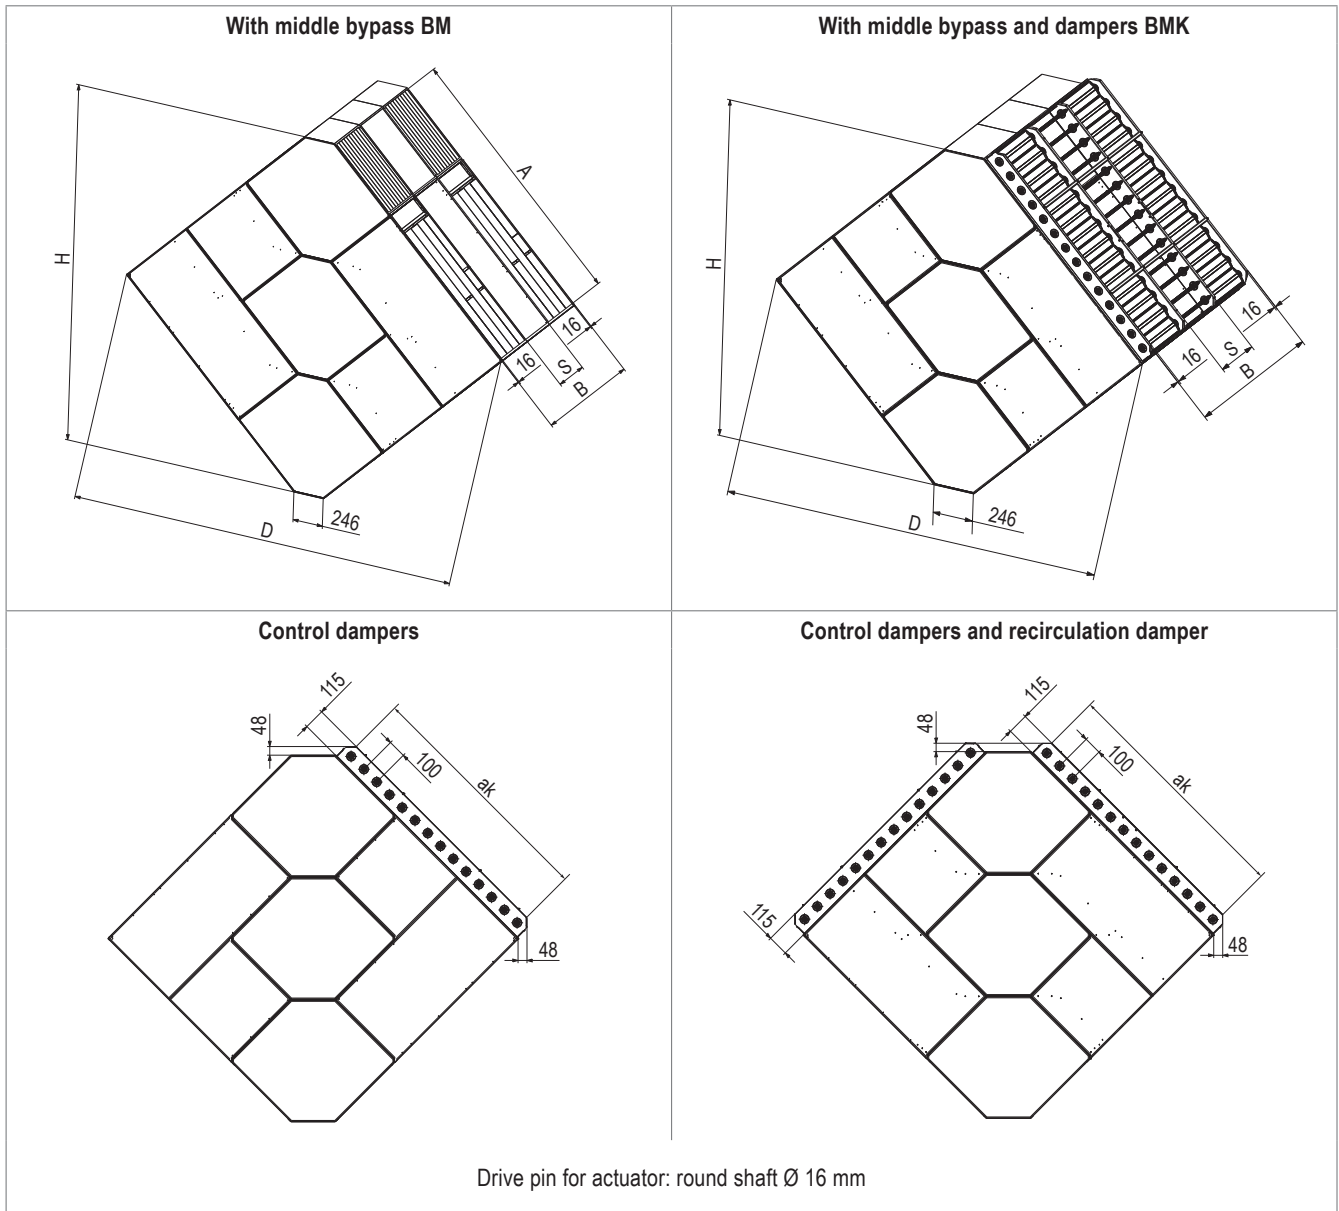 With middle bypass BM
H
A
16
S
16
B
246
D
With middle bypass and dampers BMK
H
16
S
16
B
246
D
Control dampers
115
48
100
ak
48
Control dampers and recirculation damper
115
48
100
ak
115
48
Drive pin for actuator: round shaft Ø 16 mm